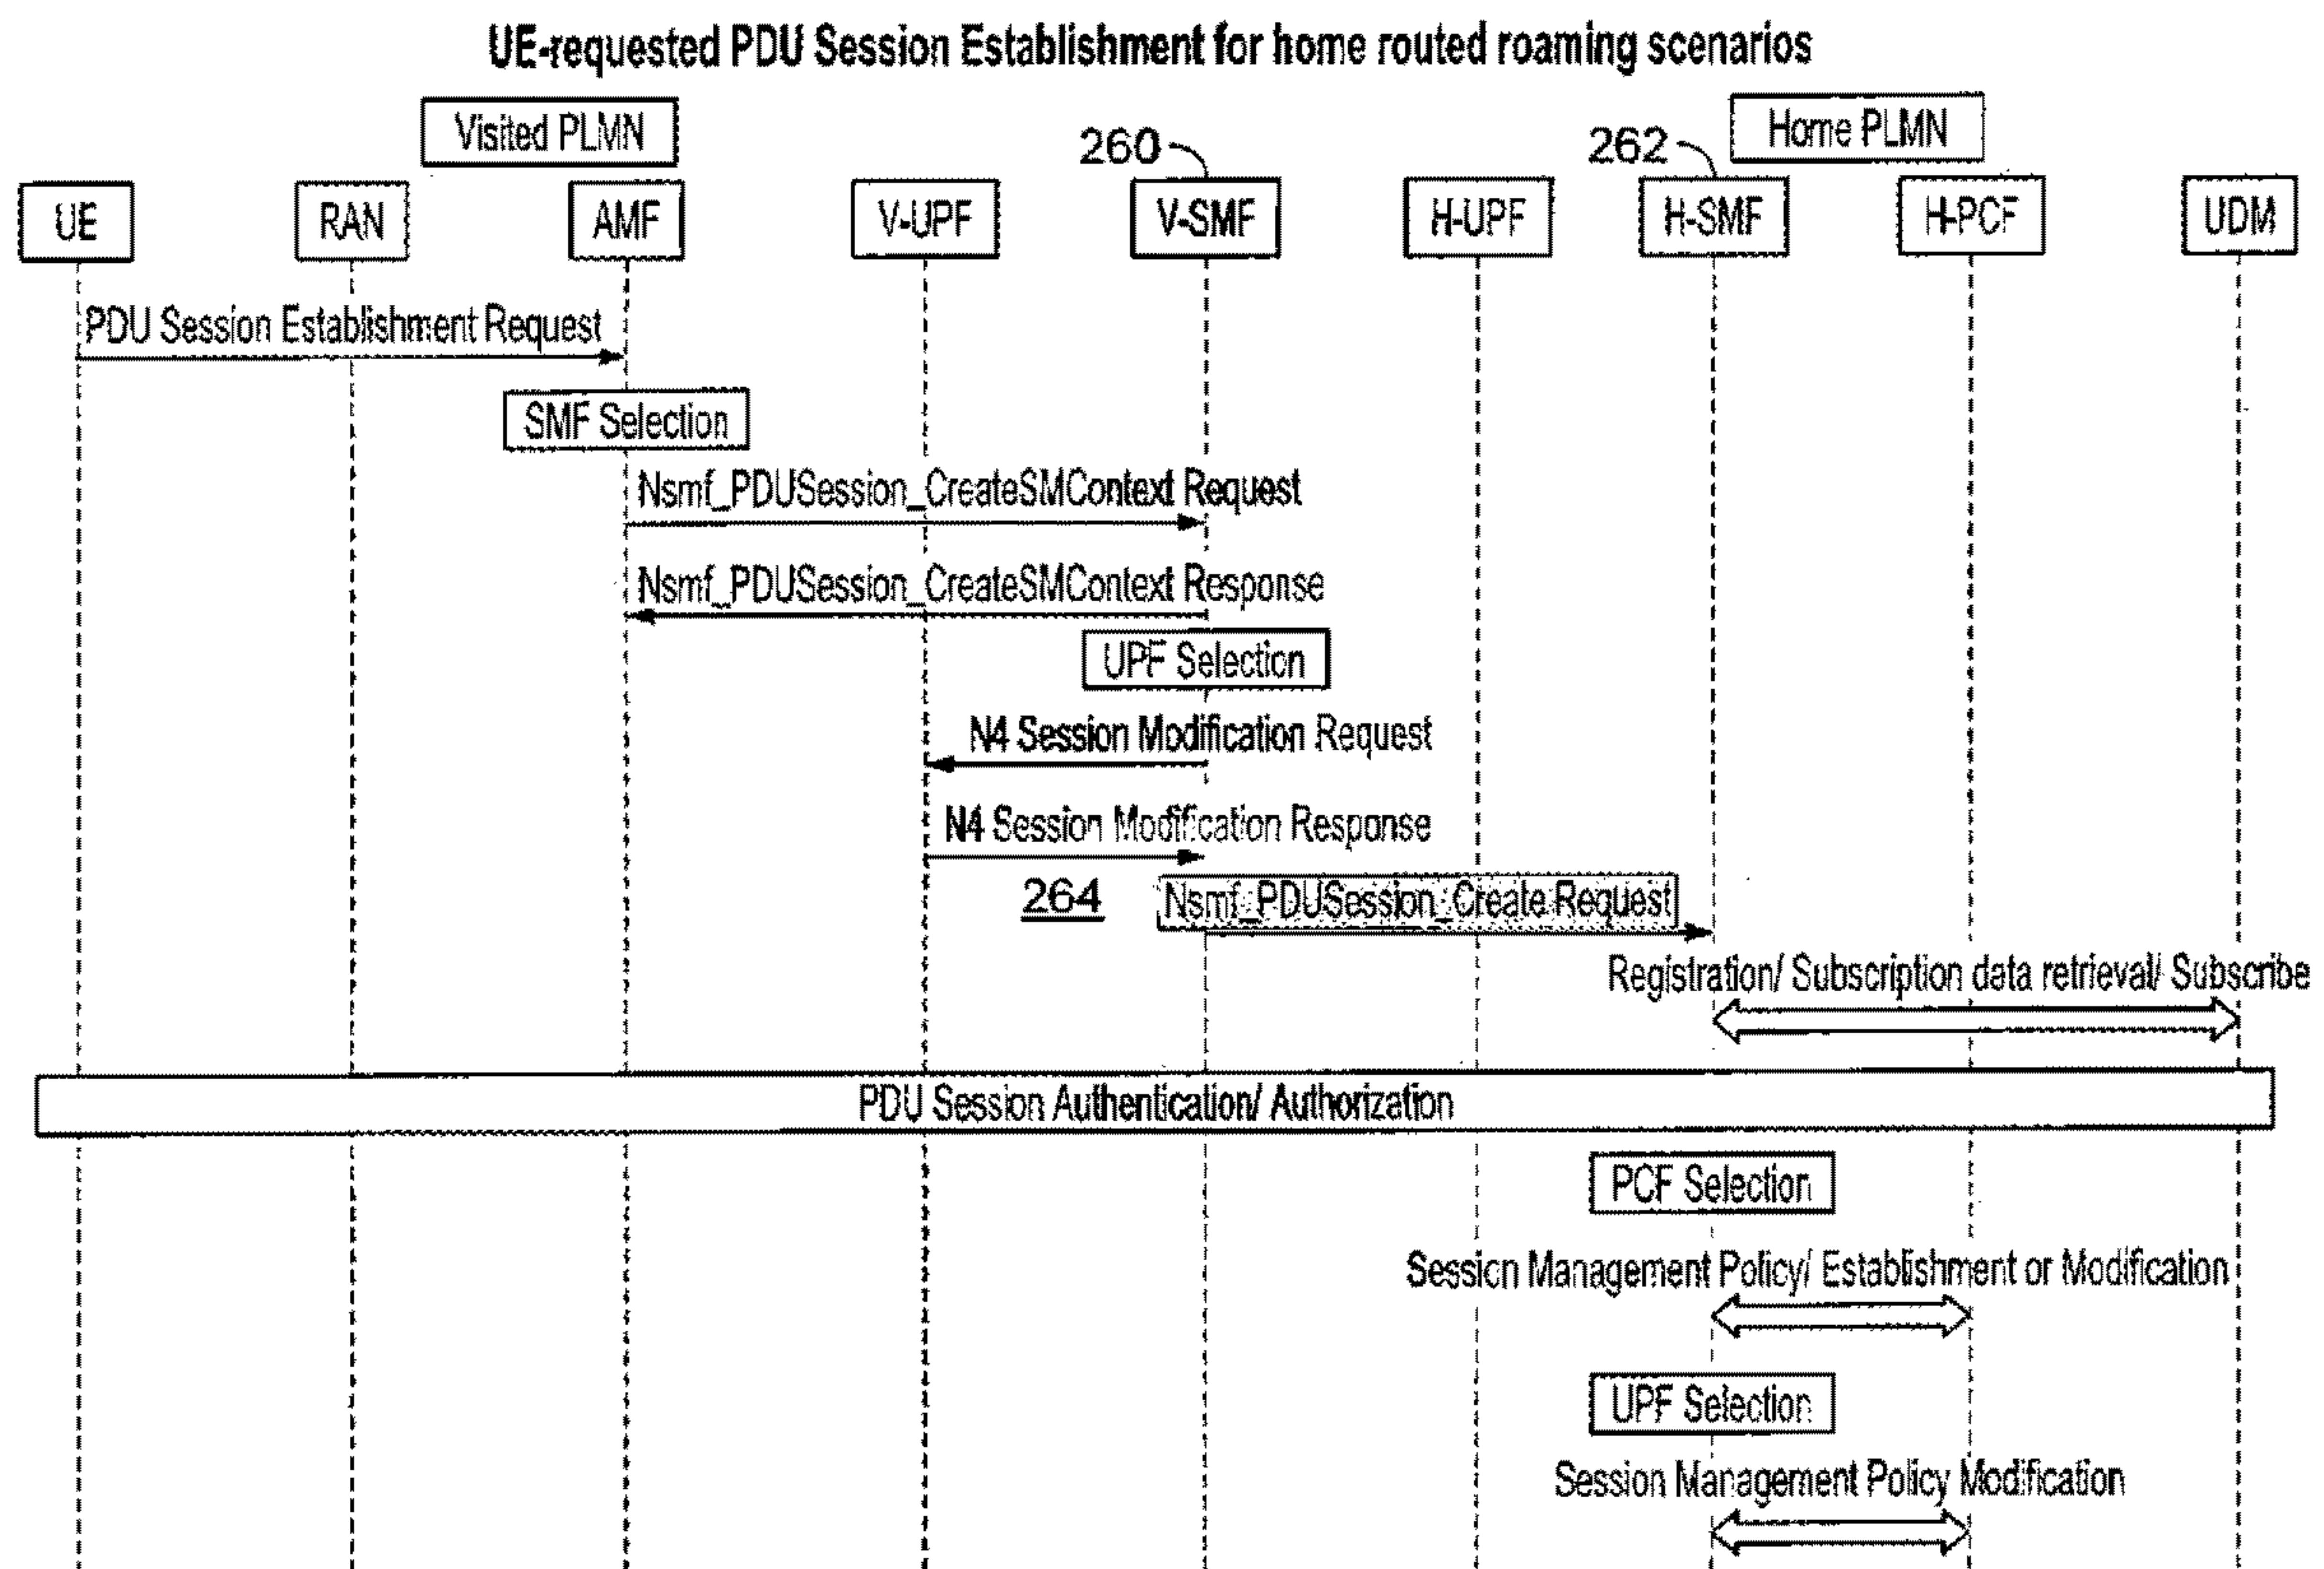 UE-requested PDU Session Establishment for home routed roaming scenarios
Visited PLMN
Home PLMN
260
262
UE
RAN
AMF
V-UPF
V-SMF
H-UPF
H-SMF
H-PCF
UDM
PDU Session Establishment Request
SMF Selection
Nsmf_PDUSession_CreateSMContext Request
Nsmf_PDUSession_CreateSMContext Response
UPF Selection
N4 Session Modification Request
N4 Session Modification Response
264
Nsmf_PDUSession_Create Request
Registration/ Subscription data retrieval/ Subscribe
PDU Session Authentication/ Authorization
PCF Selection
Session Management Policy/ Establishment or Modification
UPF Selection
Session Management Policy Modification